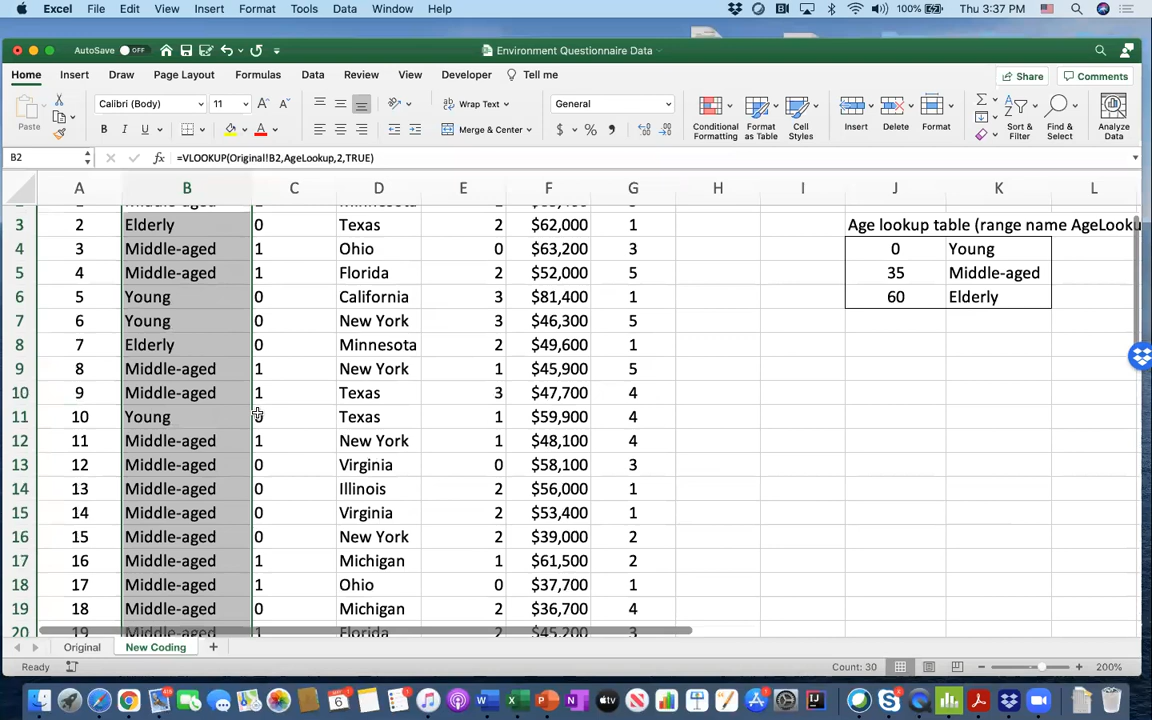 Excel File Edit View Insert Format Tools Data Window Help 100% Thu 3:37 PM
AutoSave OFF Environment Questionnaire Data
Home Insert Draw Page Layout Formulas Data Review View Developer Tell me Share Comments
Paste Calibri (Body) 11 Wrap Text General Conditional Formatting Format as Table Cell Styles Insert Delete Format Sort & Filter Find & Select Analyze Data
B I U A Merge & Center $ % ,
B2 fx =VLOOKUP(Original!B2,AgeLookup,2,TRUE)
A B C D E F G H I J K L
3 2 Elderly 0 Texas 2 $62,000 1 Age lookup table (range name AgeLooku
4 3 Middle-aged 1 Ohio 0 $63,200 3 0 Young
5 4 Middle-aged 1 Florida 2 $52,000 5 35 Middle-aged
6 5 Young 0 California 3 $81,400 1 60 Elderly
7 6 Young 0 New York 3 $46,300 5
8 7 Elderly 0 Minnesota 2 $49,600 1
9 8 Middle-aged 1 New York 1 $45,900 5
10 9 Middle-aged 1 Texas 3 $47,700 4
11 10 Young Texas 1 $59,900 4
12 11 Middle-aged 1 New York 1 $48,100 4
13 12 Middle-aged 0 Virginia 0 $58,100 3
14 13 Middle-aged 0 Illinois 2 $56,000 1
15 14 Middle-aged 0 Virginia 2 $53,400 1
16 15 Middle-aged 0 New York 2 $39,000 2
17 16 Middle-aged 1 Michigan 1 $61,500 2
18 17 Middle-aged 1 Ohio 0 $37,700 1
19 18 Middle-aged 0 Michigan 2 $36,700 4
20 19 Middle-aged 1 Florida 2 $45,200 3
Original New Coding +
Ready Count: 30 200%